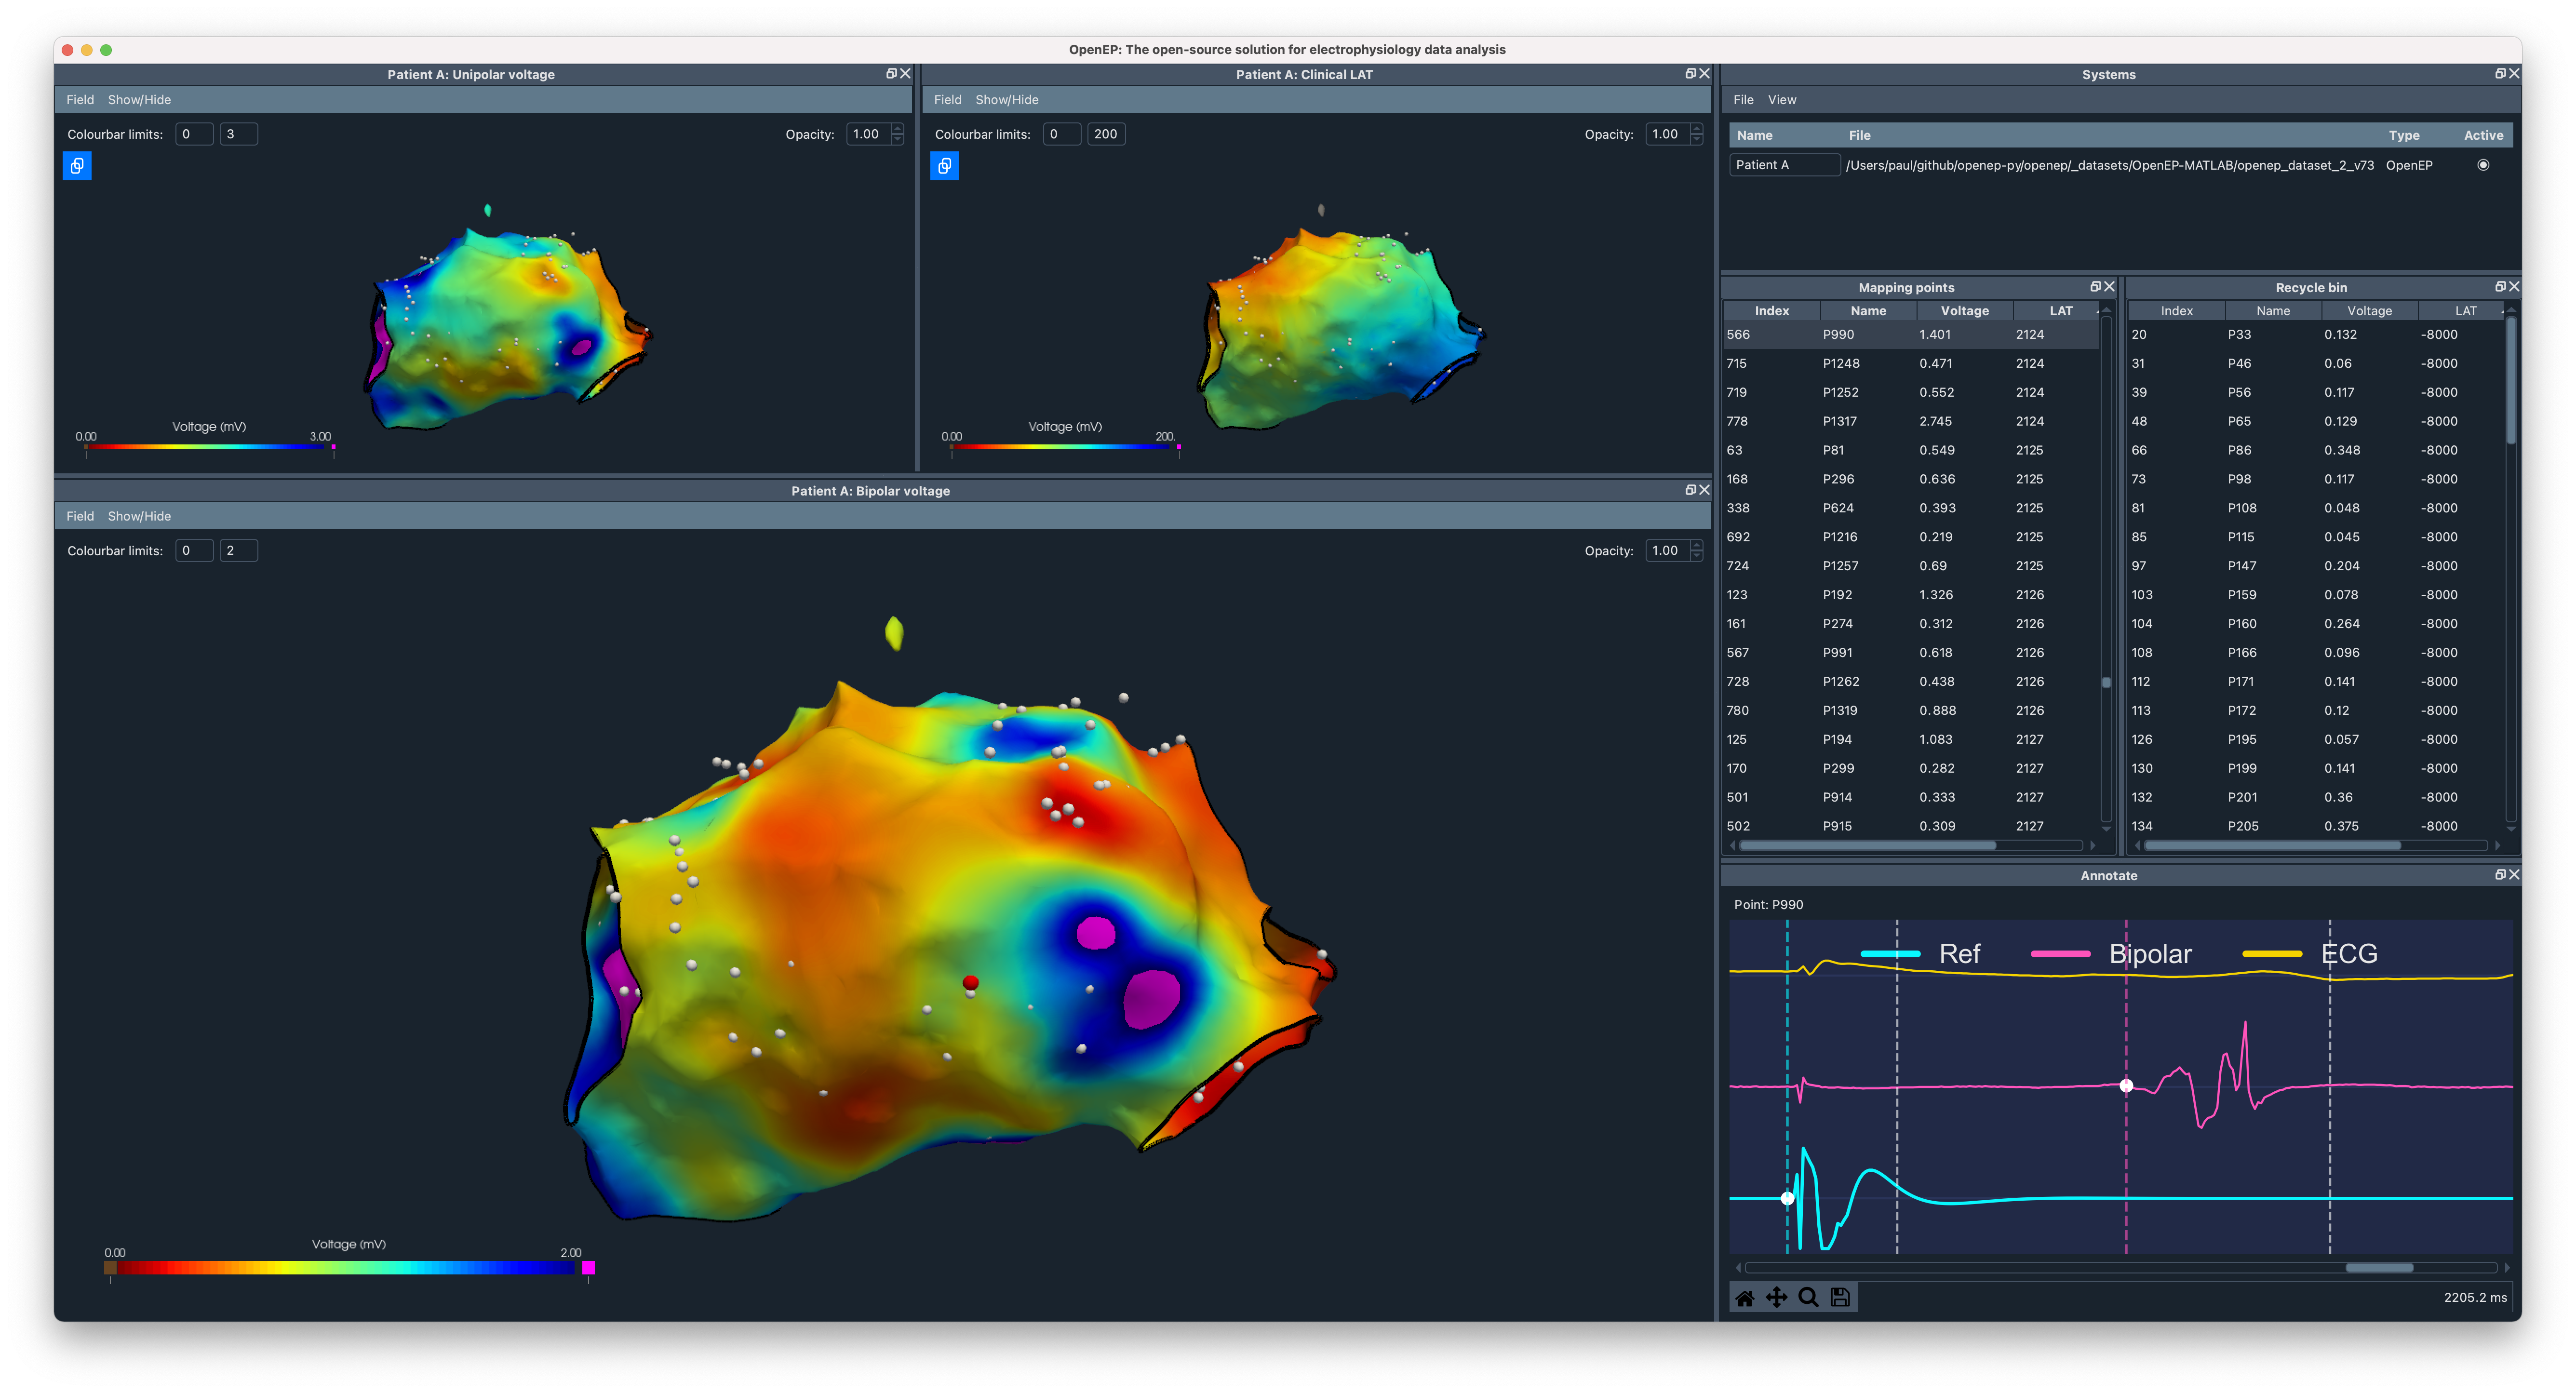 OpenEP: The open-source solution for electrophysiology data analysis
Patient A: Unipolar voltage
Field Show/Hide
Colourbar limits: 0 3 Opacity: 1.00
Voltage (mV)
0.00 3.00
Patient A: Clinical LAT
Field Show/Hide
Colourbar limits: 0 200 Opacity: 1.00
Voltage (mV)
0.00 200.
Patient A: Bipolar voltage
Field Show/Hide
Colourbar limits: 0 2 Opacity: 1.00
Voltage (mV)
0.00 2.00
Systems
File View
Name File Type Active
Patient A /Users/paul/github/openep-py/openep/_datasets/OpenEP-MATLAB/openep_dataset_2_v73 OpenEP
Mapping points
Index Name Voltage LAT
566 P990 1.401 2124
715 P1248 0.471 2124
719 P1252 0.552 2124
778 P1317 2.745 2124
63 P81 0.549 2125
168 P296 0.636 2125
338 P624 0.393 2125
692 P1216 0.219 2125
724 P1257 0.69 2125
123 P192 1.326 2126
161 P274 0.312 2126
567 P991 0.618 2126
728 P1262 0.438 2126
780 P1319 0.888 2126
125 P194 1.083 2127
170 P299 0.282 2127
501 P914 0.333 2127
502 P915 0.309 2127
Recycle bin
Index Name Voltage LAT
20 P33 0.132 -8000
31 P46 0.06 -8000
39 P56 0.117 -8000
48 P65 0.129 -8000
66 P86 0.348 -8000
73 P98 0.117 -8000
81 P108 0.048 -8000
85 P115 0.045 -8000
97 P147 0.204 -8000
103 P159 0.078 -8000
104 P160 0.264 -8000
108 P166 0.096 -8000
112 P171 0.141 -8000
113 P172 0.12 -8000
126 P195 0.057 -8000
130 P199 0.141 -8000
132 P201 0.36 -8000
134 P205 0.375 -8000
Annotate
Point: P990
Ref Bipolar ECG
2205.2 ms